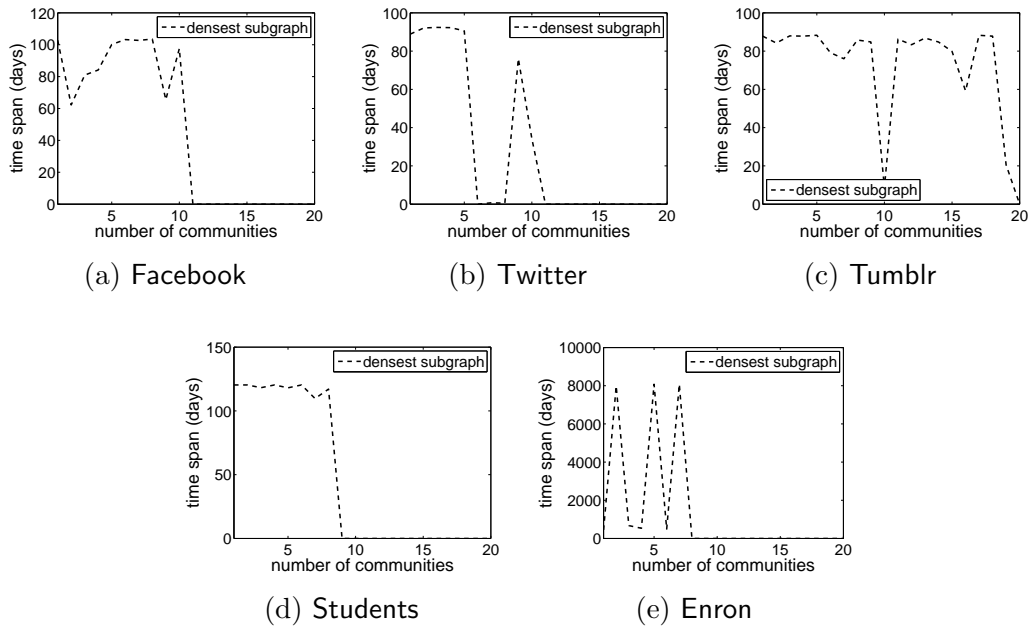 120
100
80
60
40
20
0
time span (days)
densest subgraph
5 10 15 20
number of communities
(a) Facebook
100
80
60
40
20
0
time span (days)
densest subgraph
5 10 15 20
number of communities
(b) Twitter
100
80
60
40
20
0
time span (days)
densest subgraph
5 10 15 20
number of communities
(c) Tumblr
150
100
50
0
time span (days)
densest subgraph
5 10 15 20
number of communities
(d) Students
10000
8000
6000
4000
2000
0
time span (days)
densest subgraph
5 10 15 20
number of communities
(e) Enron